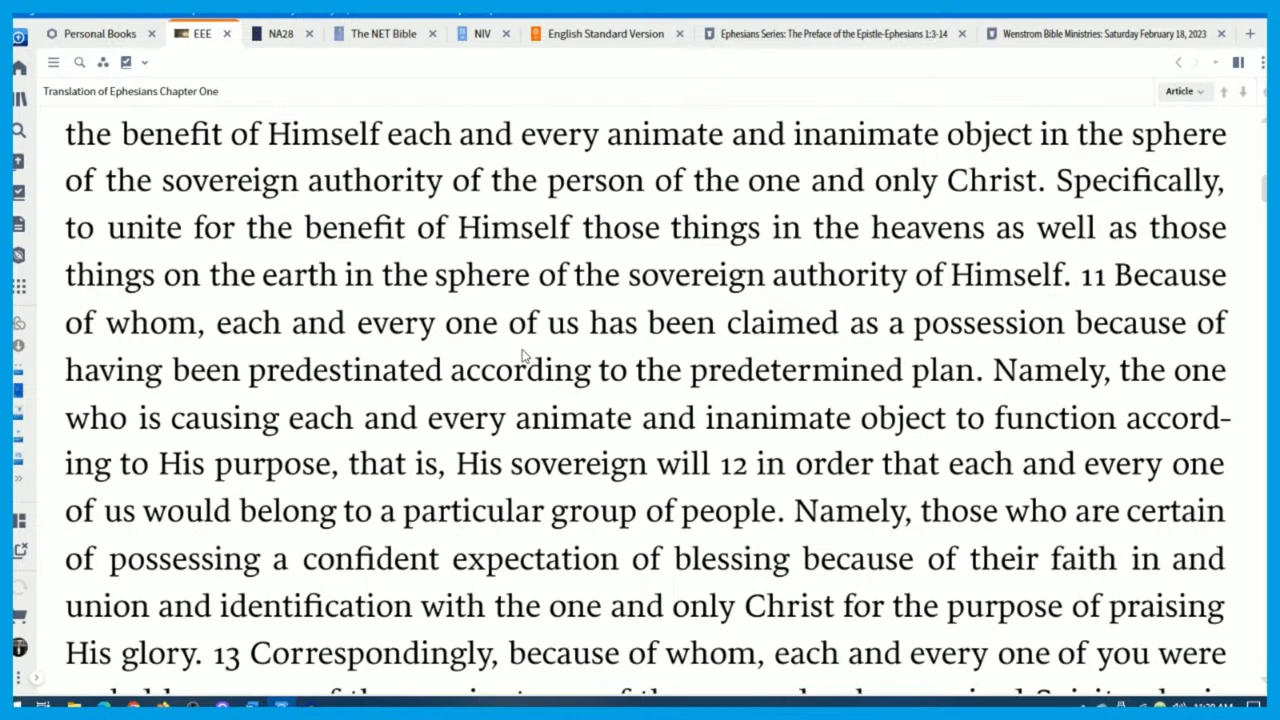 Personal Books
EEE
NA28
The NET Bible
NIV
English Standard Version
Ephesians Series: The Preface of the Epistle-Ephesians 1:3-14
Wenstrom Bible Ministries: Saturday February 18, 2023
Translation of Ephesians Chapter One
Article
the benefit of Himself each and every animate and inanimate object in the sphere
of the sovereign authority of the person of the one and only Christ. Specifically,
to unite for the benefit of Himself those things in the heavens as well as those
things on the earth in the sphere of the sovereign authority of Himself. 11 Because
of whom, each and every one of us has been claimed as a possession because of
having been predestinated according to the predetermined plan. Namely, the one
who is causing each and every animate and inanimate object to function accord-
ing to His purpose, that is, His sovereign will 12 in order that each and every one
of us would belong to a particular group of people. Namely, those who are certain
of possessing a confident expectation of blessing because of their faith in and
union and identification with the one and only Christ for the purpose of praising
His glory. 13 Correspondingly, because of whom, each and every one of you were